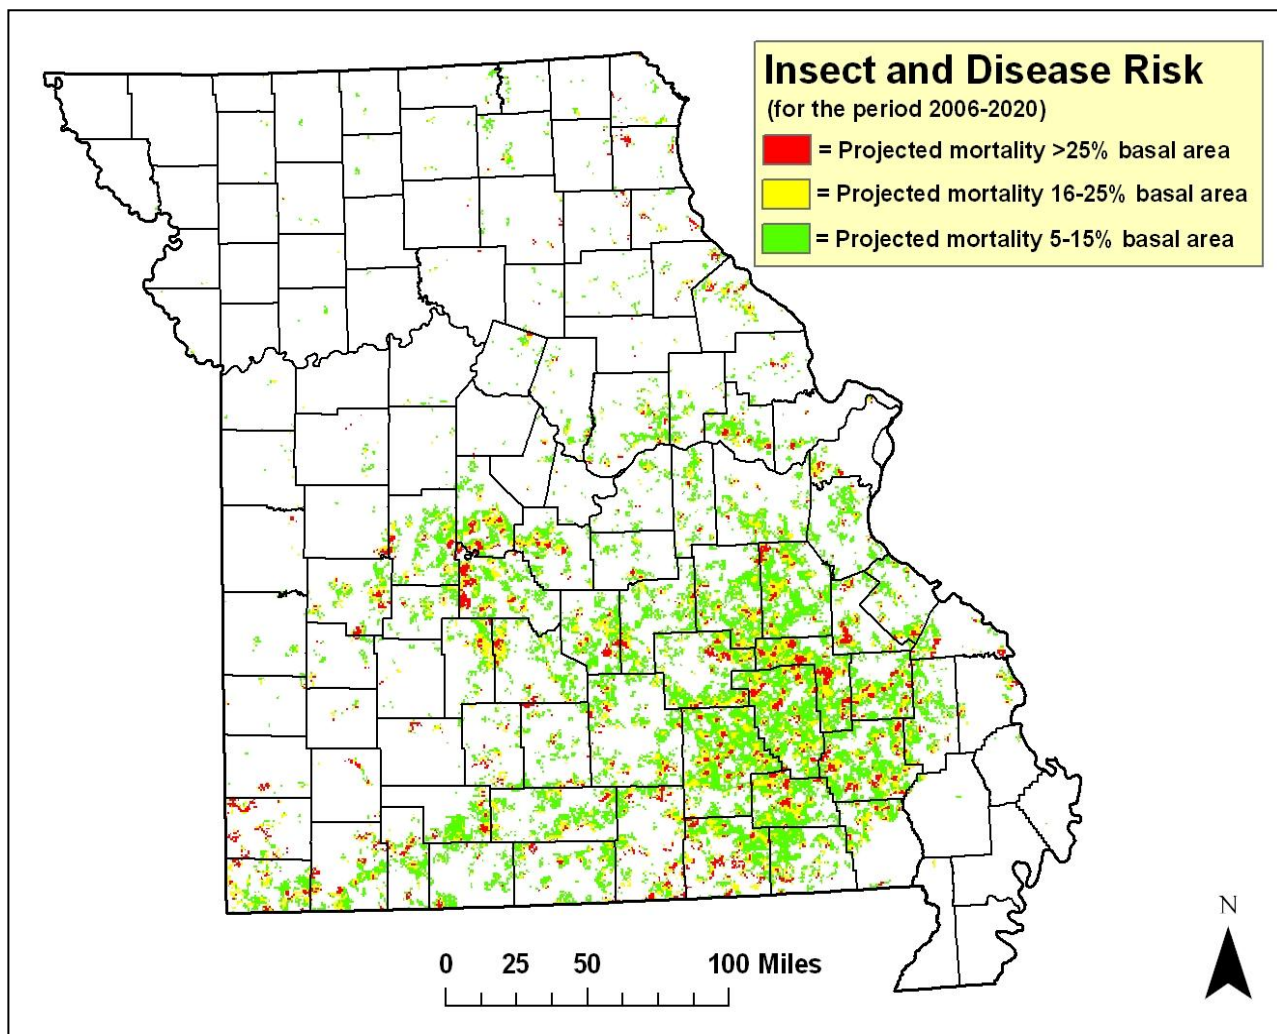 Insect and Disease Risk
(for the period 2006-2020)
= Projected mortality >25% basal area
= Projected mortality 16-25% basal area
= Projected mortality 5-15% basal area
0 25 50 100 Miles
N